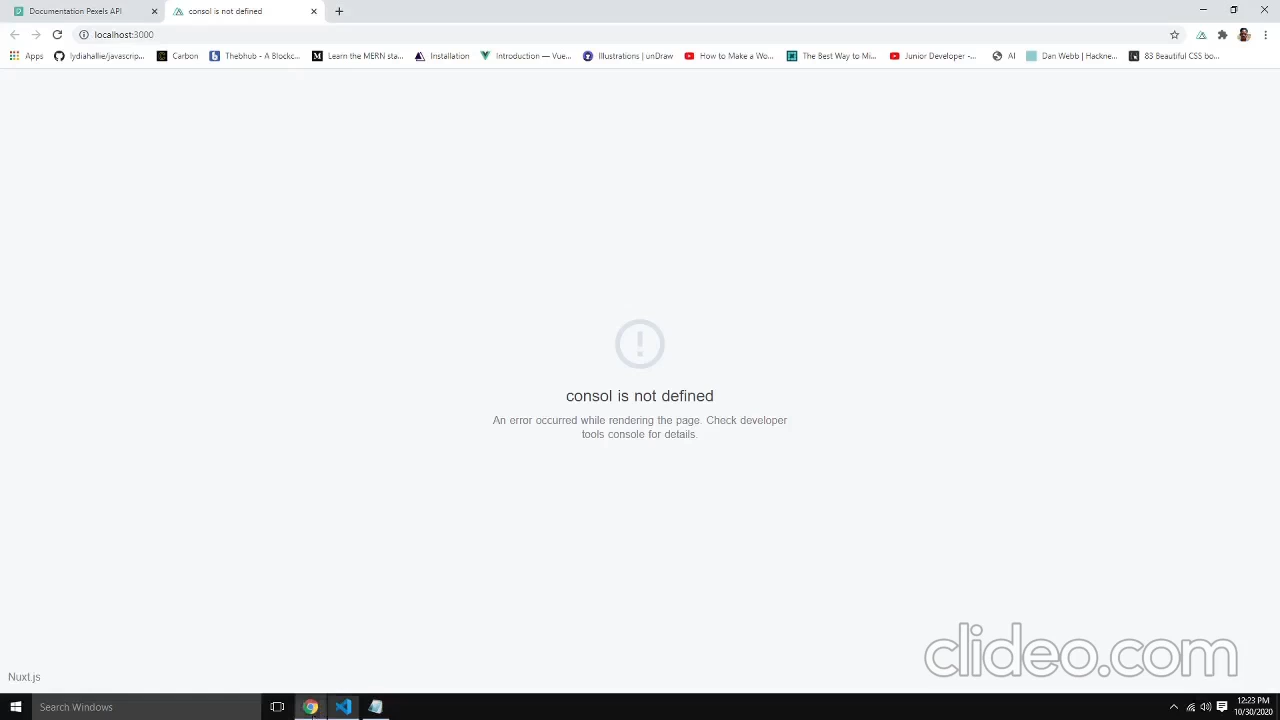 Documentation Pexels API
consol is not defined
localhost:3000
Apps
lydiahallie/javascrip...
Carbon
Thebhub - A Blockc...
Learn the MERN sta...
Installation
Introduction — Vue...
Illustrations | unDraw
How to Make a Wo...
The Best Way to Mi...
Junior Developer -...
AI
Dan Webb | Hackne...
83 Beautiful CSS bo...
consol is not defined
An error occurred while rendering the page. Check developer
tools console for details.
clideo.com
Nuxt.js
Search Windows
12:23 PM
10/30/2020